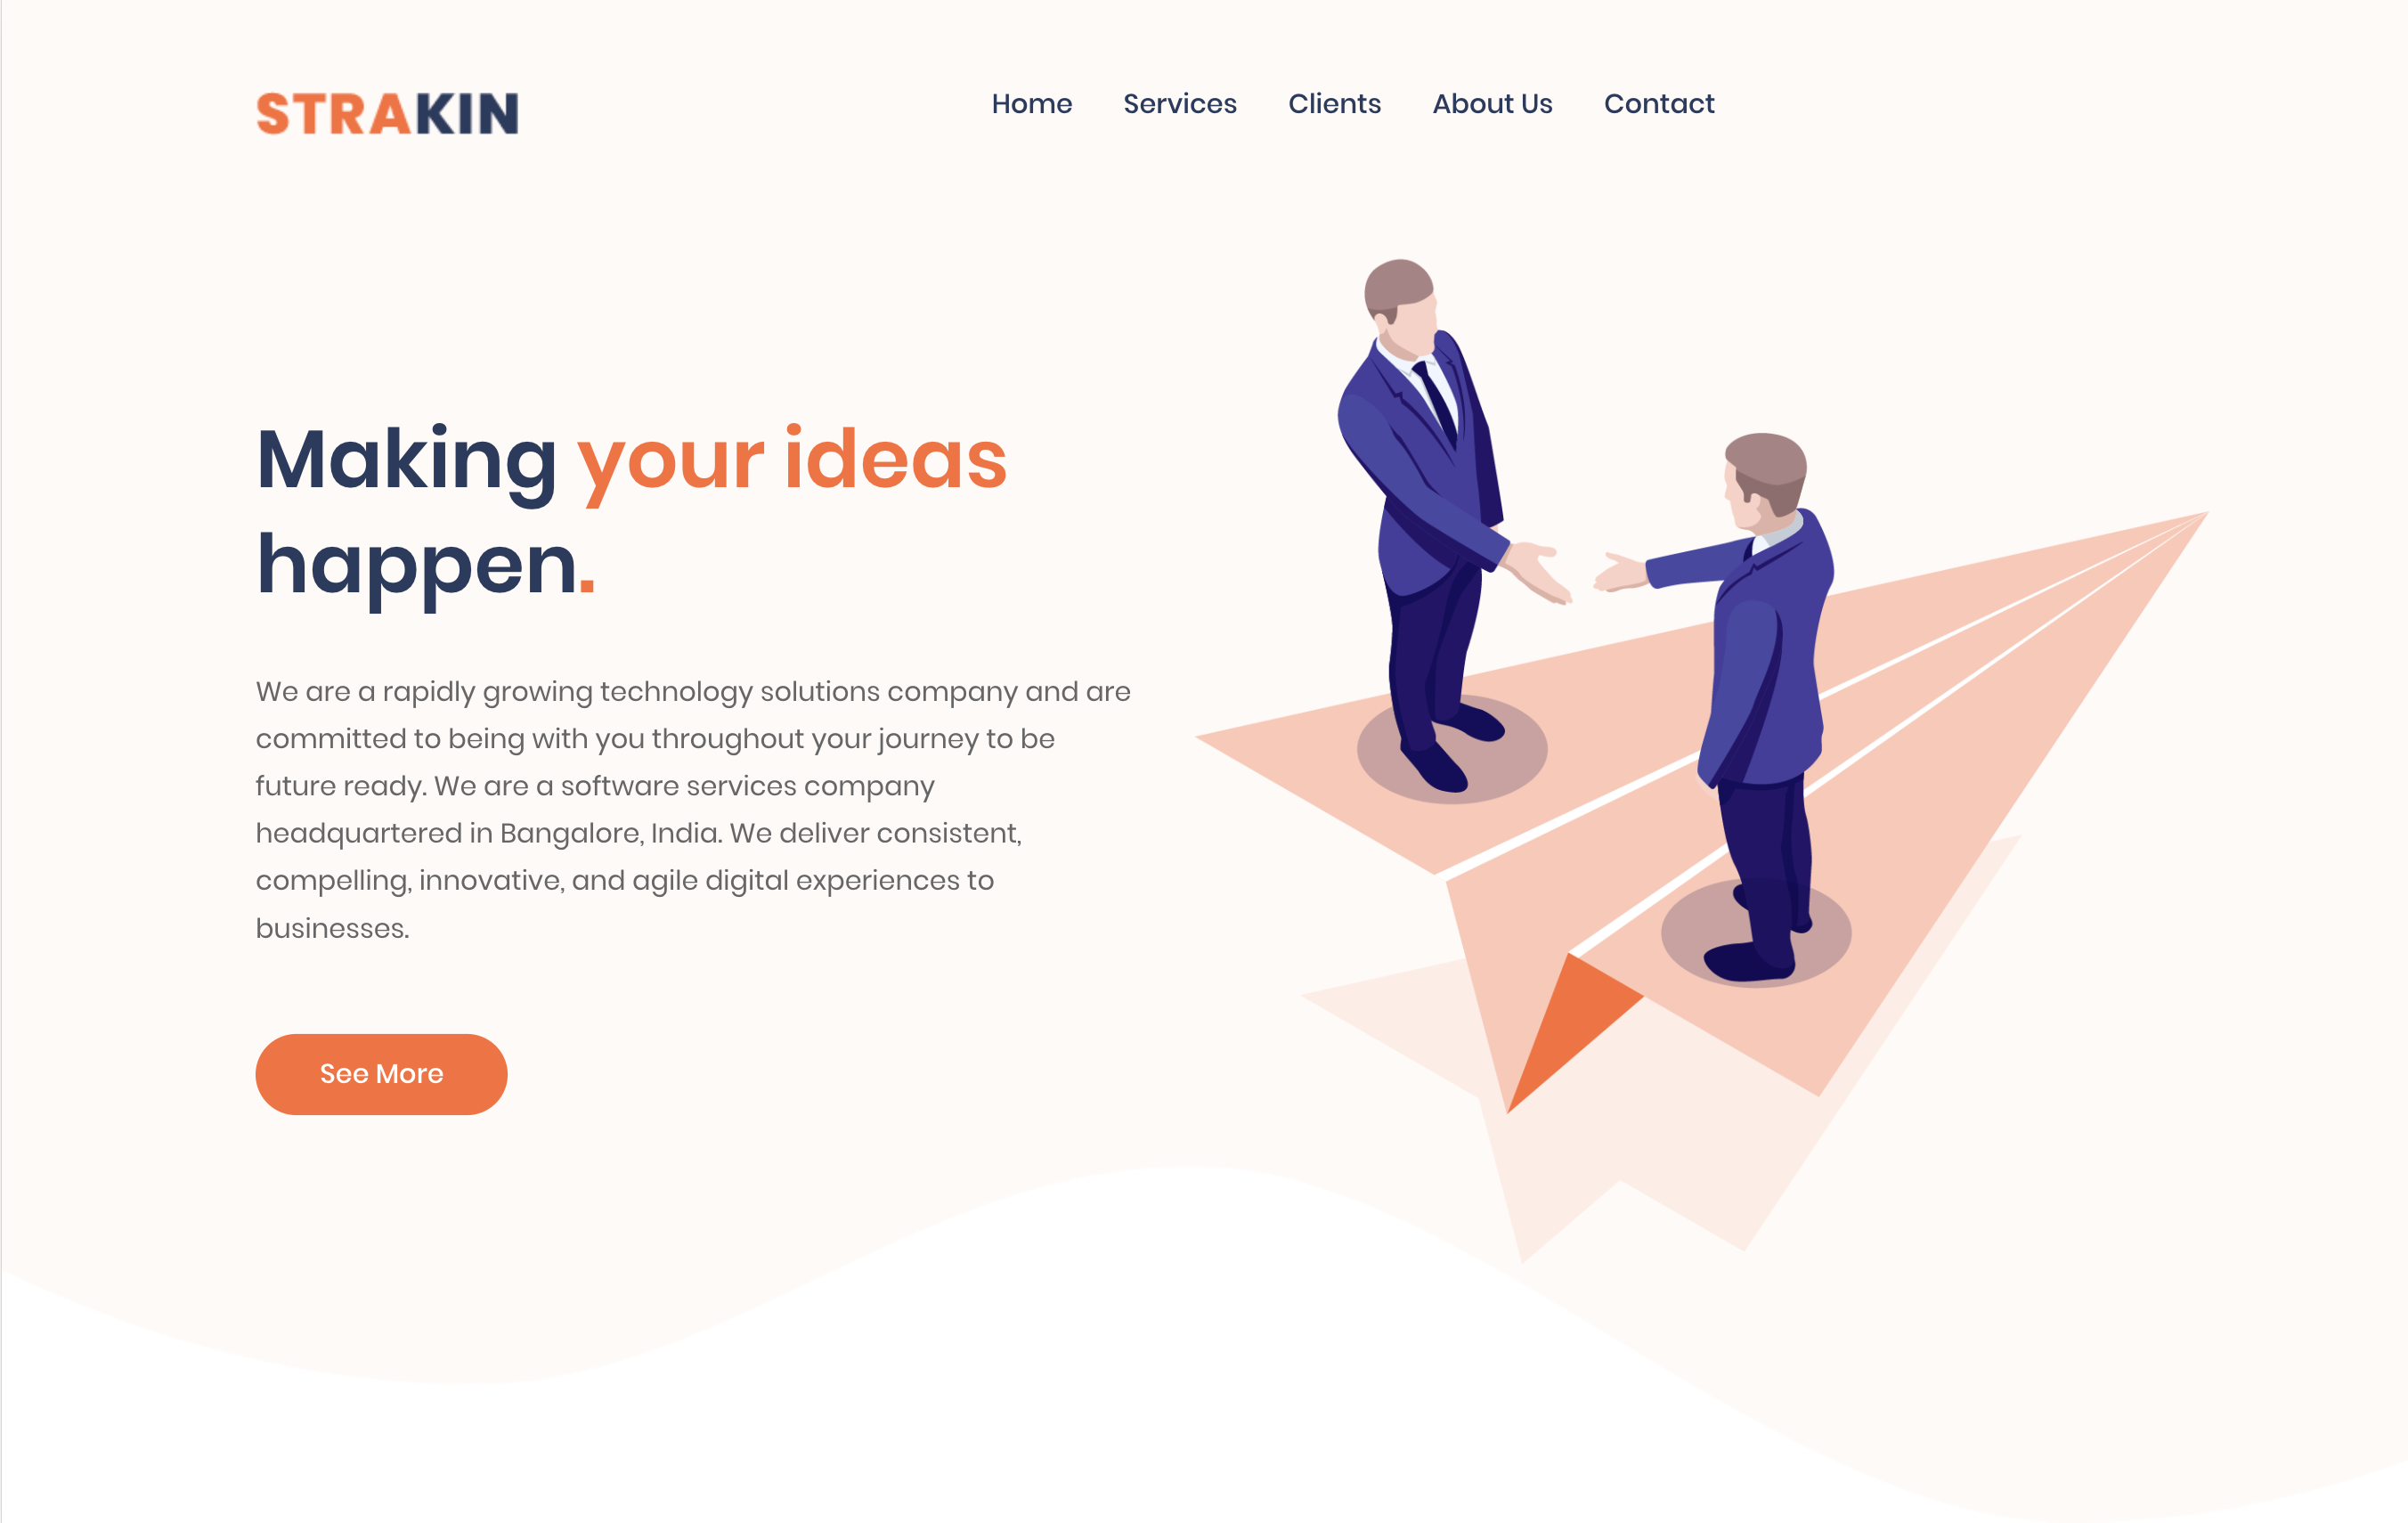 STRAKIN
Home Services Clients About Us Contact
Making your ideas
happen.
We are a rapidly growing technology solutions company and are
committed to being with you throughout your journey to be
future ready. We are a software services company
headquartered in Bangalore, India. We deliver consistent,
compelling, innovative, and agile digital experiences to
businesses.
See More